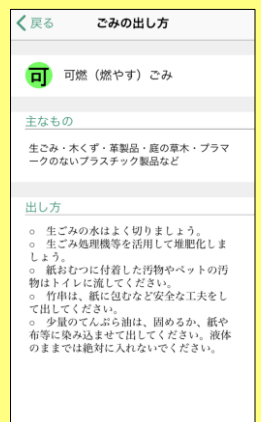 戻る ごみの出し方
可 可燃（燃やす）ごみ
主なもの
生ごみ・木くず・革製品・庭の草木・プラマ
ークのないプラスチック製品など
出し方
○ 生ごみの水はよく切りましょう。
○ 生ごみ処理機等を活用して堆肥化しま
しょう。
○ 紙おむつに付着した汚物やペットの汚
物はトイレに流してください。
○ 竹串は、紙に包むなど安全な工夫をし
て出してください。
○ 少量のてんぷら油は、固めるか、紙や
布等に染み込ませて出してください。液体
のままでは絶対に入れないでください。